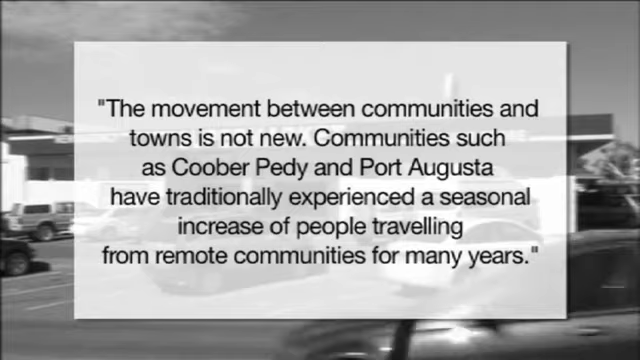 "The movement between communities and
towns is not new. Communities such
as Coober Pedy and Port Augusta
have traditionally experienced a seasonal
increase of people travelling
from remote communities for many years."